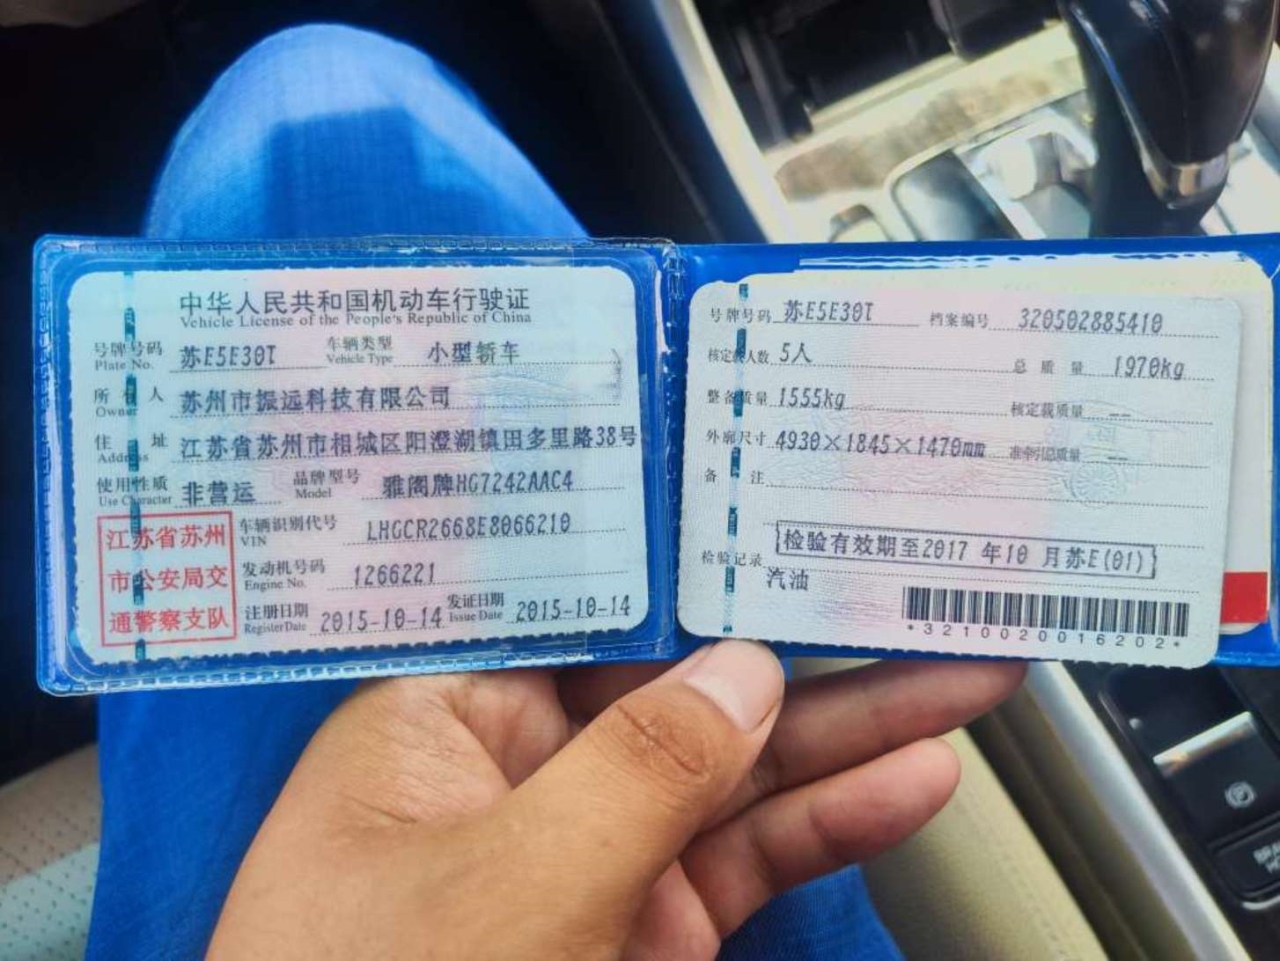 中华人民共和国机动车行驶证
Vehicle License of the People's Republic of China
号牌号码 苏E5E30T 车辆类型 小型轿车
Plate No. Vehicle Type
所有人 苏州市振远科技有限公司
Owner
住址 江苏省苏州市相城区阳澄湖镇田多里路38号
Address
使用性质 非营运 品牌型号 雅阁牌HG7242AAC4
Use Character Model
江苏省苏州
市公安局交
通警察支队
车辆识别代号 LHGCR2668E8066210
VIN
发动机号码 1266221
Engine No.
注册日期 2015-10-14 发证日期 2015-10-14
Register Date Issue Date
号牌号码 苏E5E30T 档案编号 320502885410
核定载人数 5人 总质量 1970kg
整备质量 1555kg 核定载质量 --
外廓尺寸 4930×1845×1470mm 准牵引总质量 --
备注
检验记录 检验有效期至2017 年10 月苏E(01)
汽油
*3210020016202*